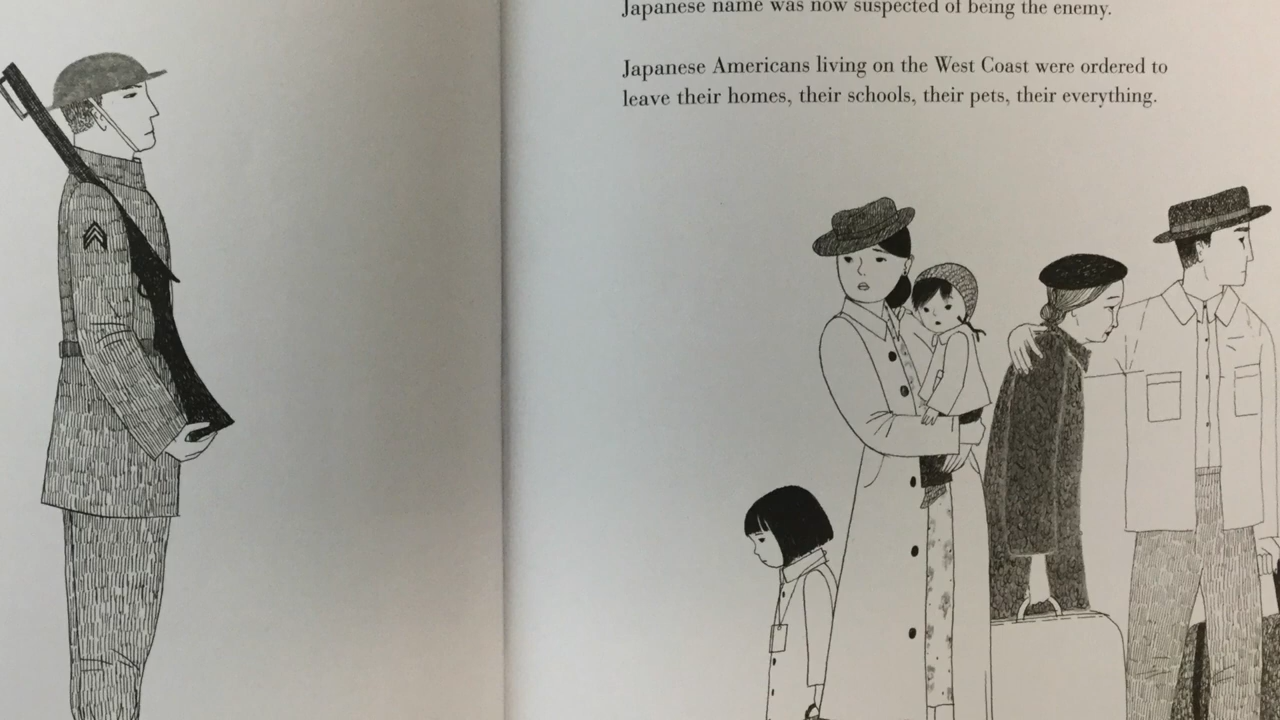 Japanese name was now suspected of being the enemy.
Japanese Americans living on the West Coast were ordered to
leave their homes, their schools, their pets, their everything.